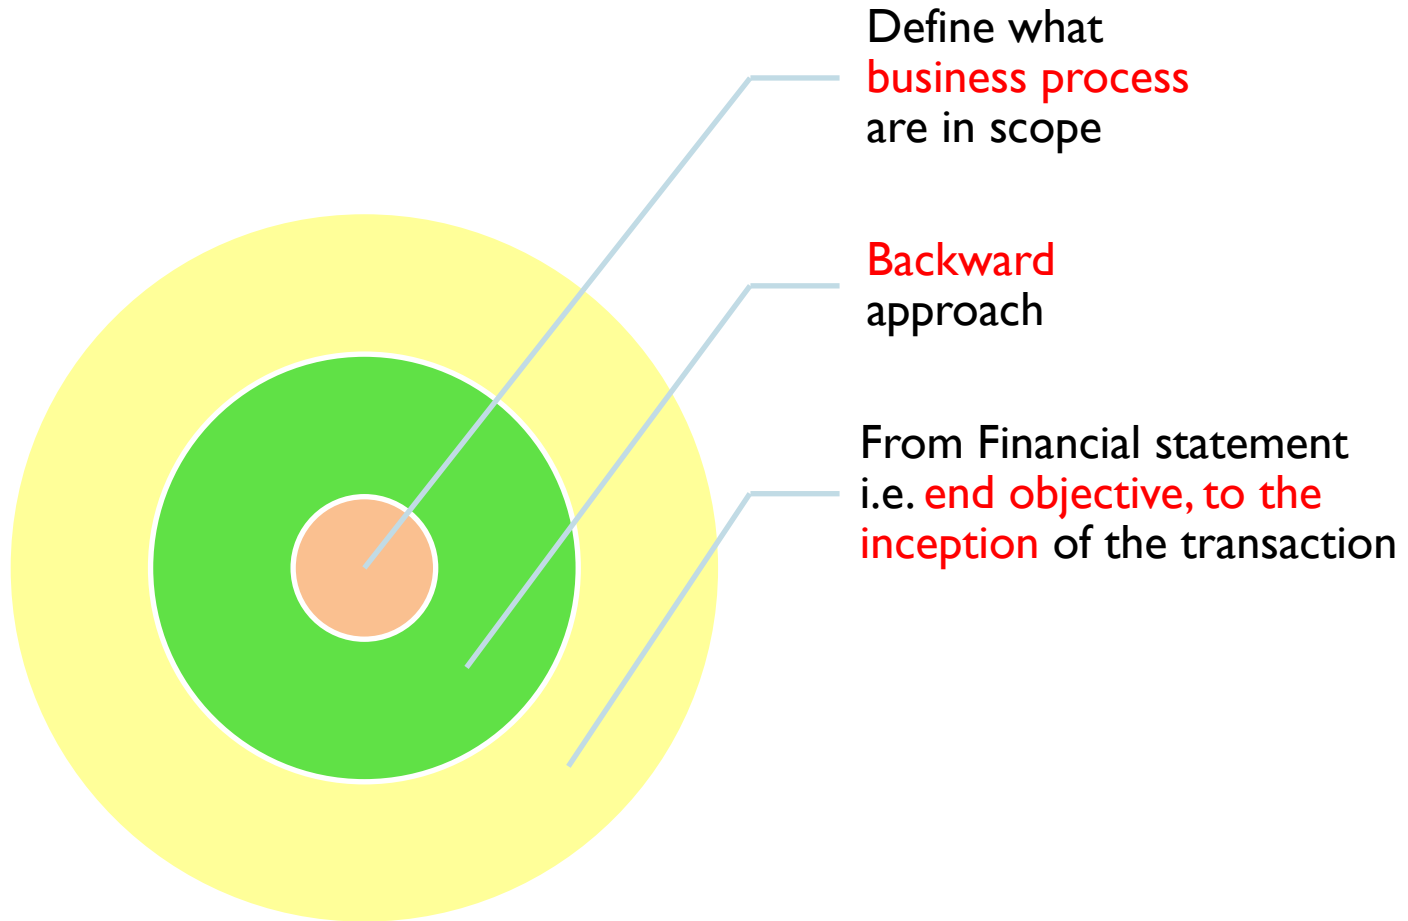 Define what
business process
are in scope
Backward
approach
From Financial statement
i.e. end objective, to the
inception of the transaction